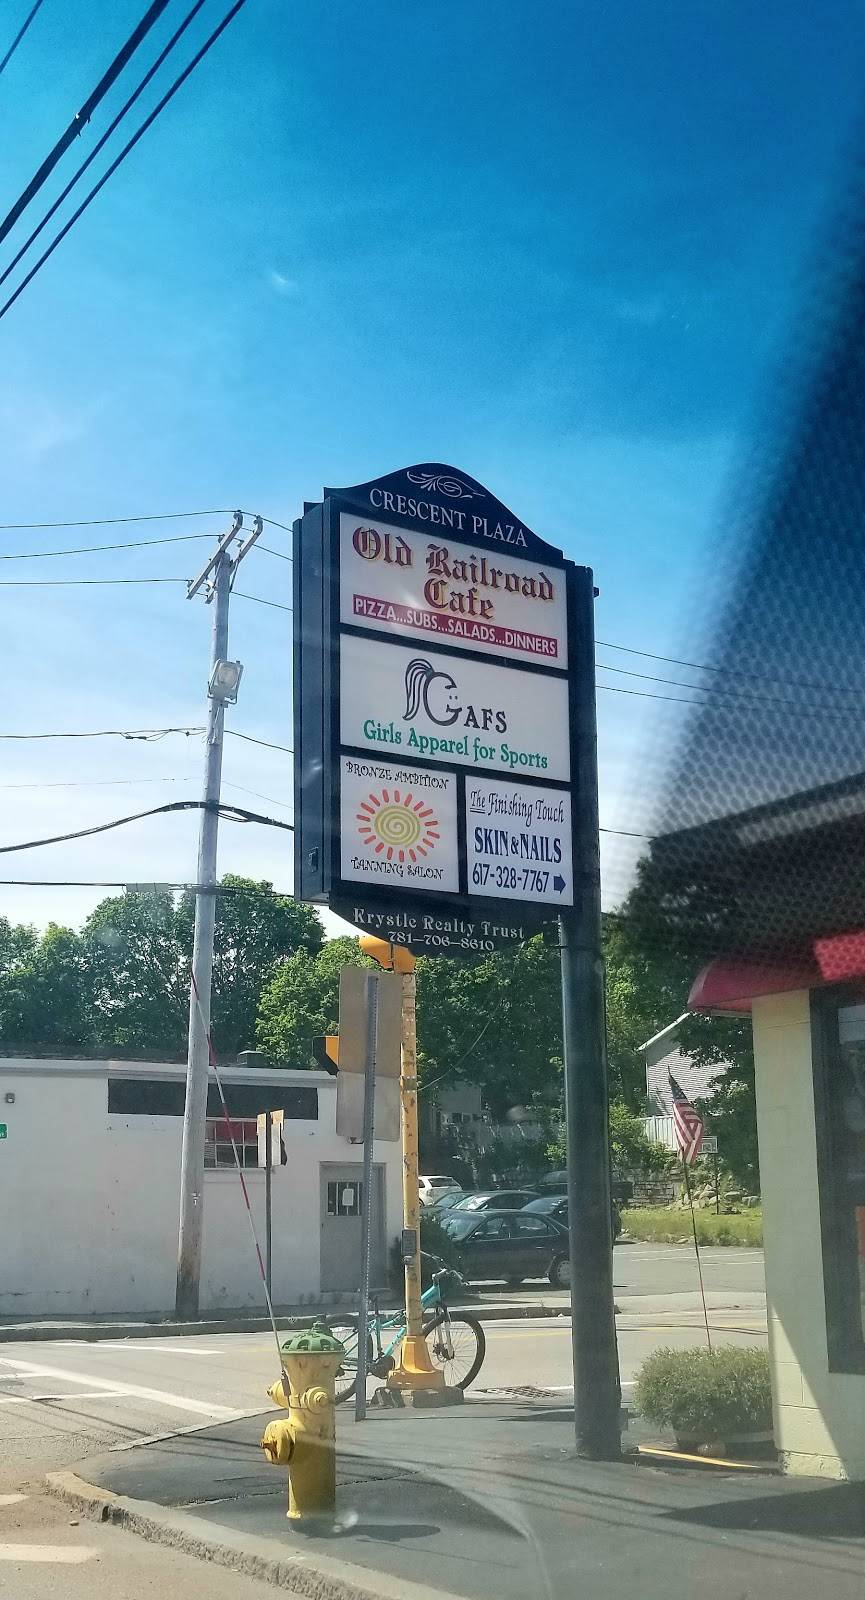 CRESCENT PLAZA
Old Railroad
Cafe
PIZZA...SUBS...SALADS...DINNERS
GAFS
Girls Apparel for Sports
BRONZE AMBITION
TANNING SALON
The Finishing Touch
SKIN & NAILS
617-328-7767
Krystle Realty Trust
781-706-8610